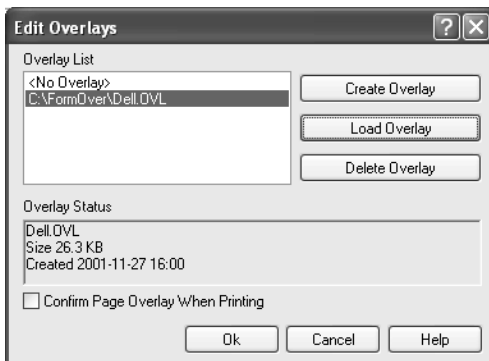 Edit Overlays
Overlay List
<No Overlay>
C:\FormOver\Dell.OVL
Create Overlay
Load Overlay
Delete Overlay
Overlay Status
Dell.OVL
Size 26.3 KB
Created 2001-11-27 16:00
Confirm Page Overlay When Printing
Ok Cancel Help